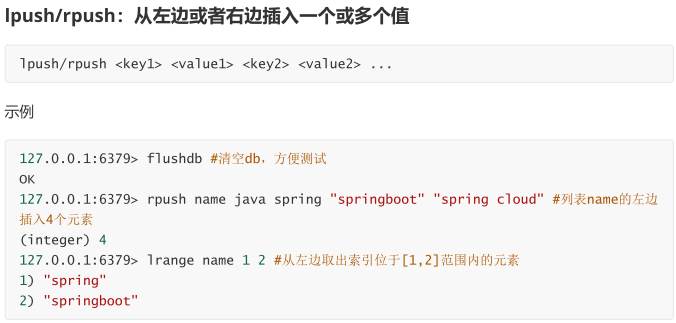 lpush/rpush：从左边或者右边插入一个或多个值
lpush/rpush <key1> <value1> <key2> <value2> ...
示例
127.0.0.1:6379> flushdb #清空db，方便测试
OK
127.0.0.1:6379> rpush name java spring "springboot" "spring cloud" #列表name的左边
插入4个元素
(integer) 4
127.0.0.1:6379> lrange name 1 2 #从左边取出索引位于[1,2]范围内的元素
1) "spring"
2) "springboot"